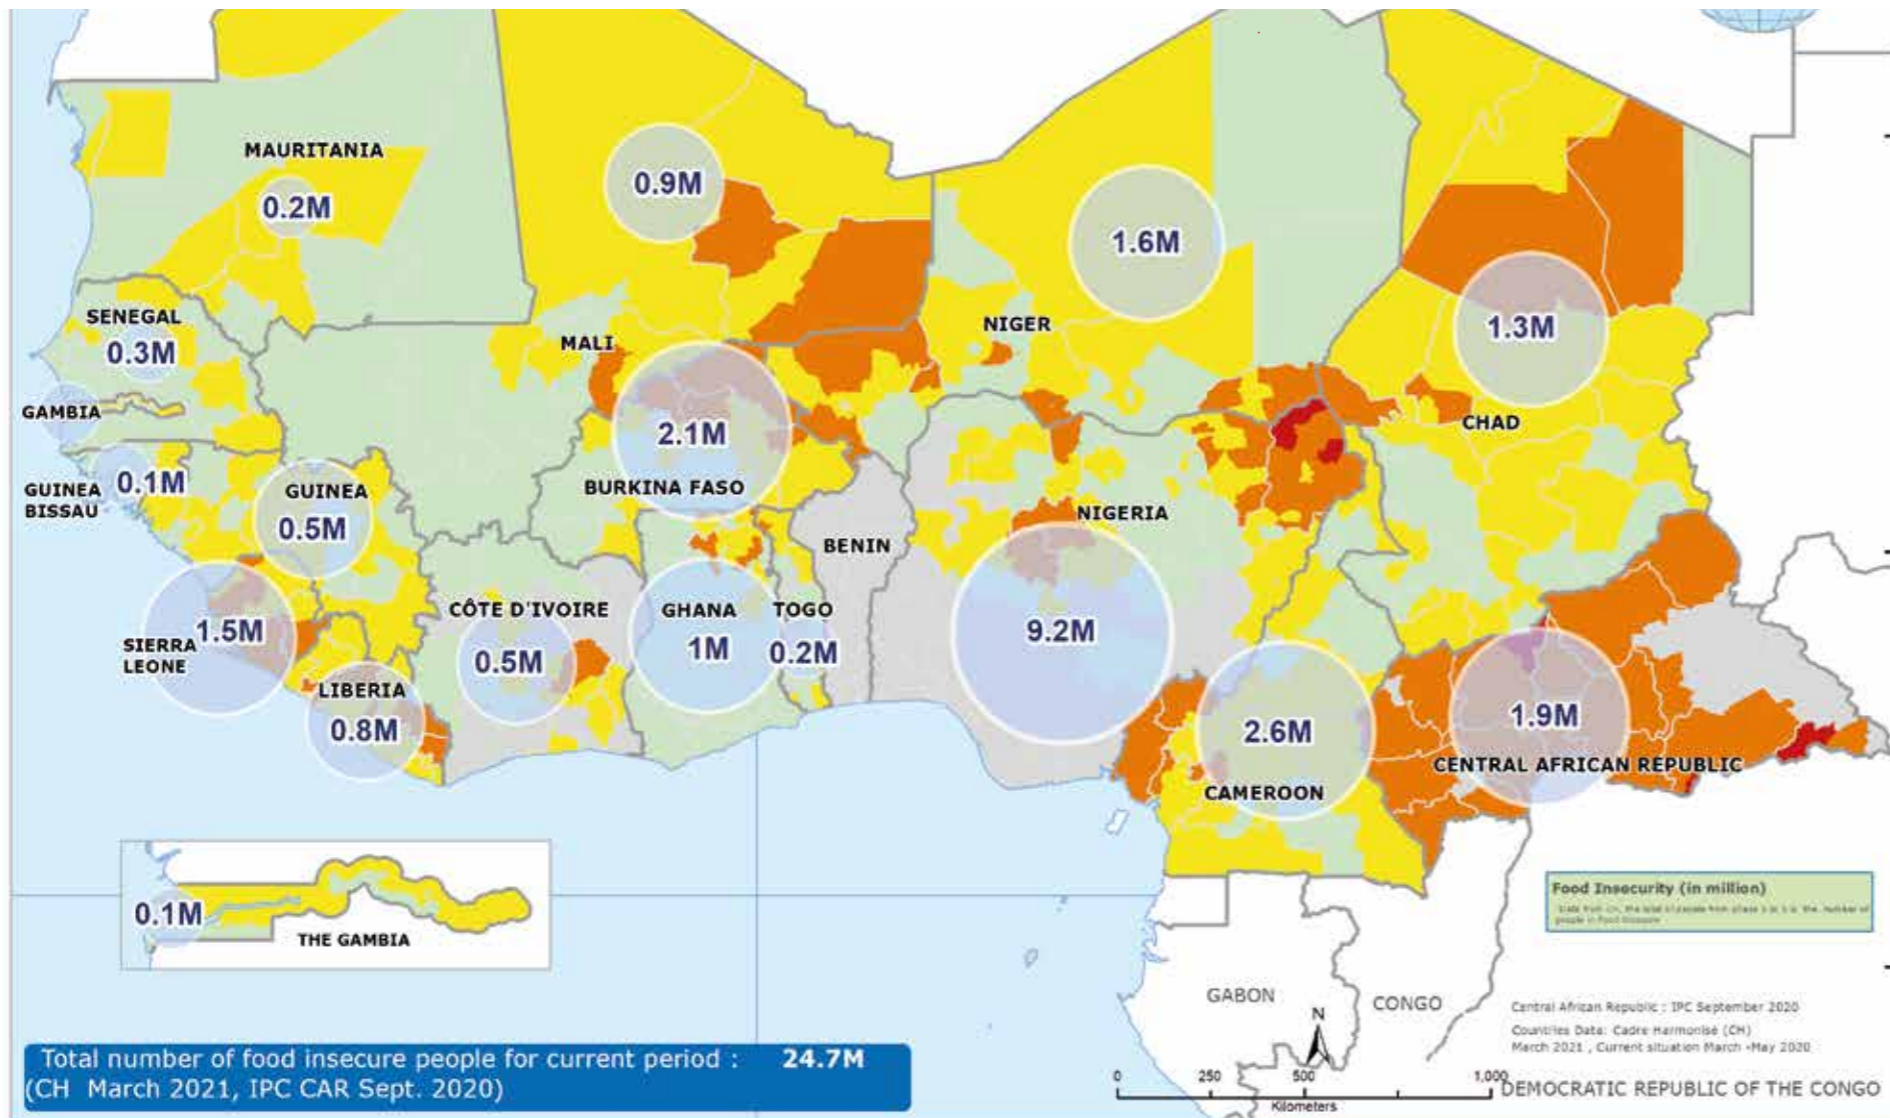 MAURITANIA
0.2M
0.9M
1.6M
1.3M
SENEGAL
0.3M
MALI
NIGER
CHAD
GAMBIA
2.1M
BURKINA FASO
GUINEA
BISSAU
0.1M
GUINEA
0.5M
NIGERIA
BENIN
SIERRA
LEONE
1.5M
CÔTE D'IVOIRE
0.5M
GHANA
1M
TOGO
0.2M
9.2M
LIBERIA
0.8M
2.6M
CAMEROON
1.9M
CENTRAL AFRICAN REPUBLIC
0.1M
THE GAMBIA
Food Insecurity (in million)
people in Food Insecure
GABON
CONGO
N
Central African Republic : IPC September 2020
Countries Data: Cadre Harmonisé (CH)
March 2021 , Current situation March -May 2020
0 250 500 1,000
Kilometers
DEMOCRATIC REPUBLIC OF THE CONGO
Total number of food insecure people for current period : 24.7M
(CH March 2021, IPC CAR Sept. 2020)